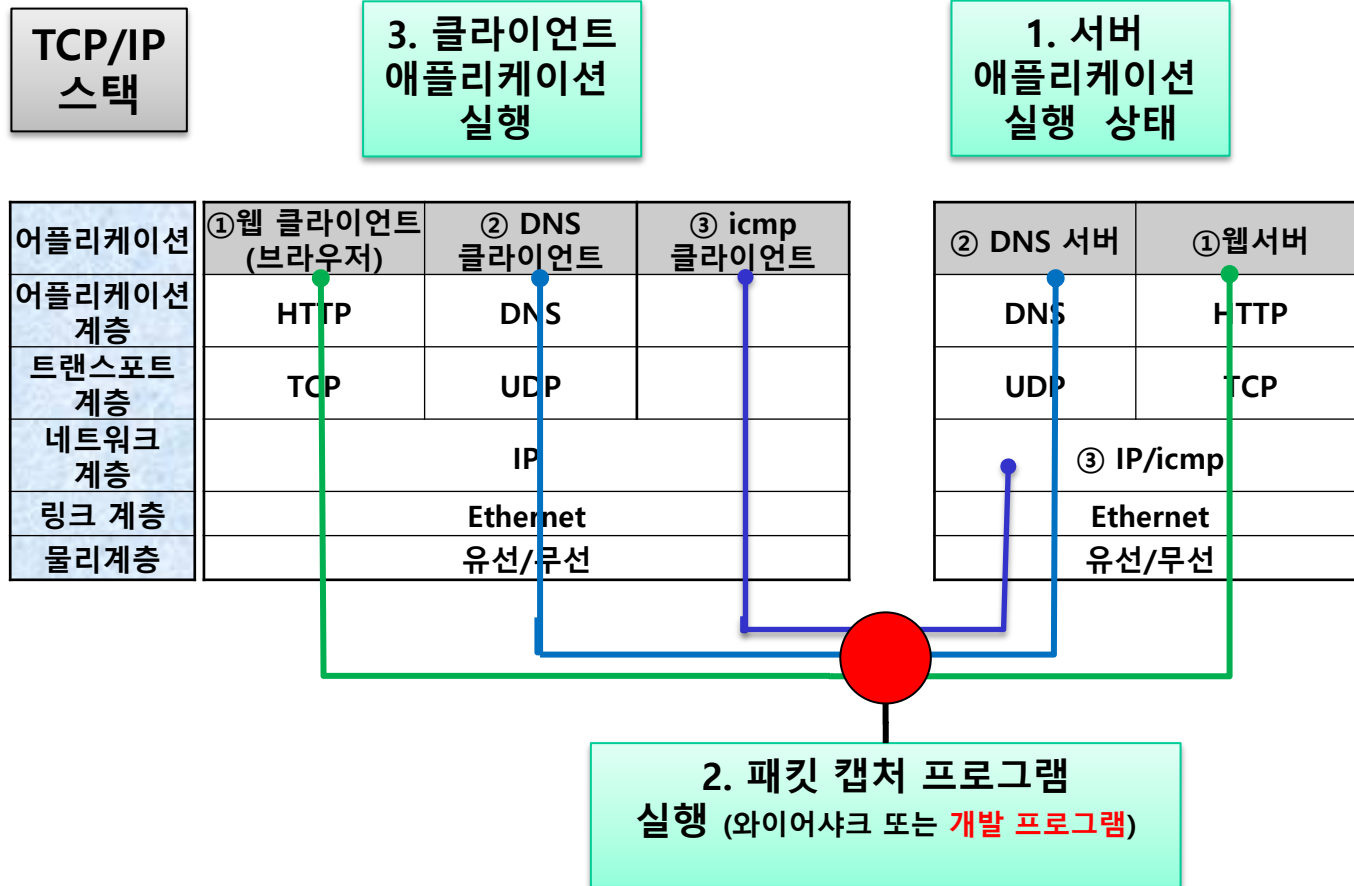 TCP/IP
스택
3. 클라이언트
애플리케이션
실행
1. 서버
애플리케이션
실행 상태
어플리케이션
①웹 클라이언트
(브라우저)
② DNS
클라이언트
③ icmp
클라이언트
② DNS 서버
①웹서버
어플리케이션
계층
HTTP
DNS
DNS
HTTP
트랜스포트
계층
TCP
UDP
UDP
TCP
네트워크
계층
IP
③ IP/icmp
링크 계층
Ethernet
Ethernet
물리계층
유선/무선
유선/무선
2. 패킷 캡처 프로그램
실행 (와이어샤크 또는 개발 프로그램)